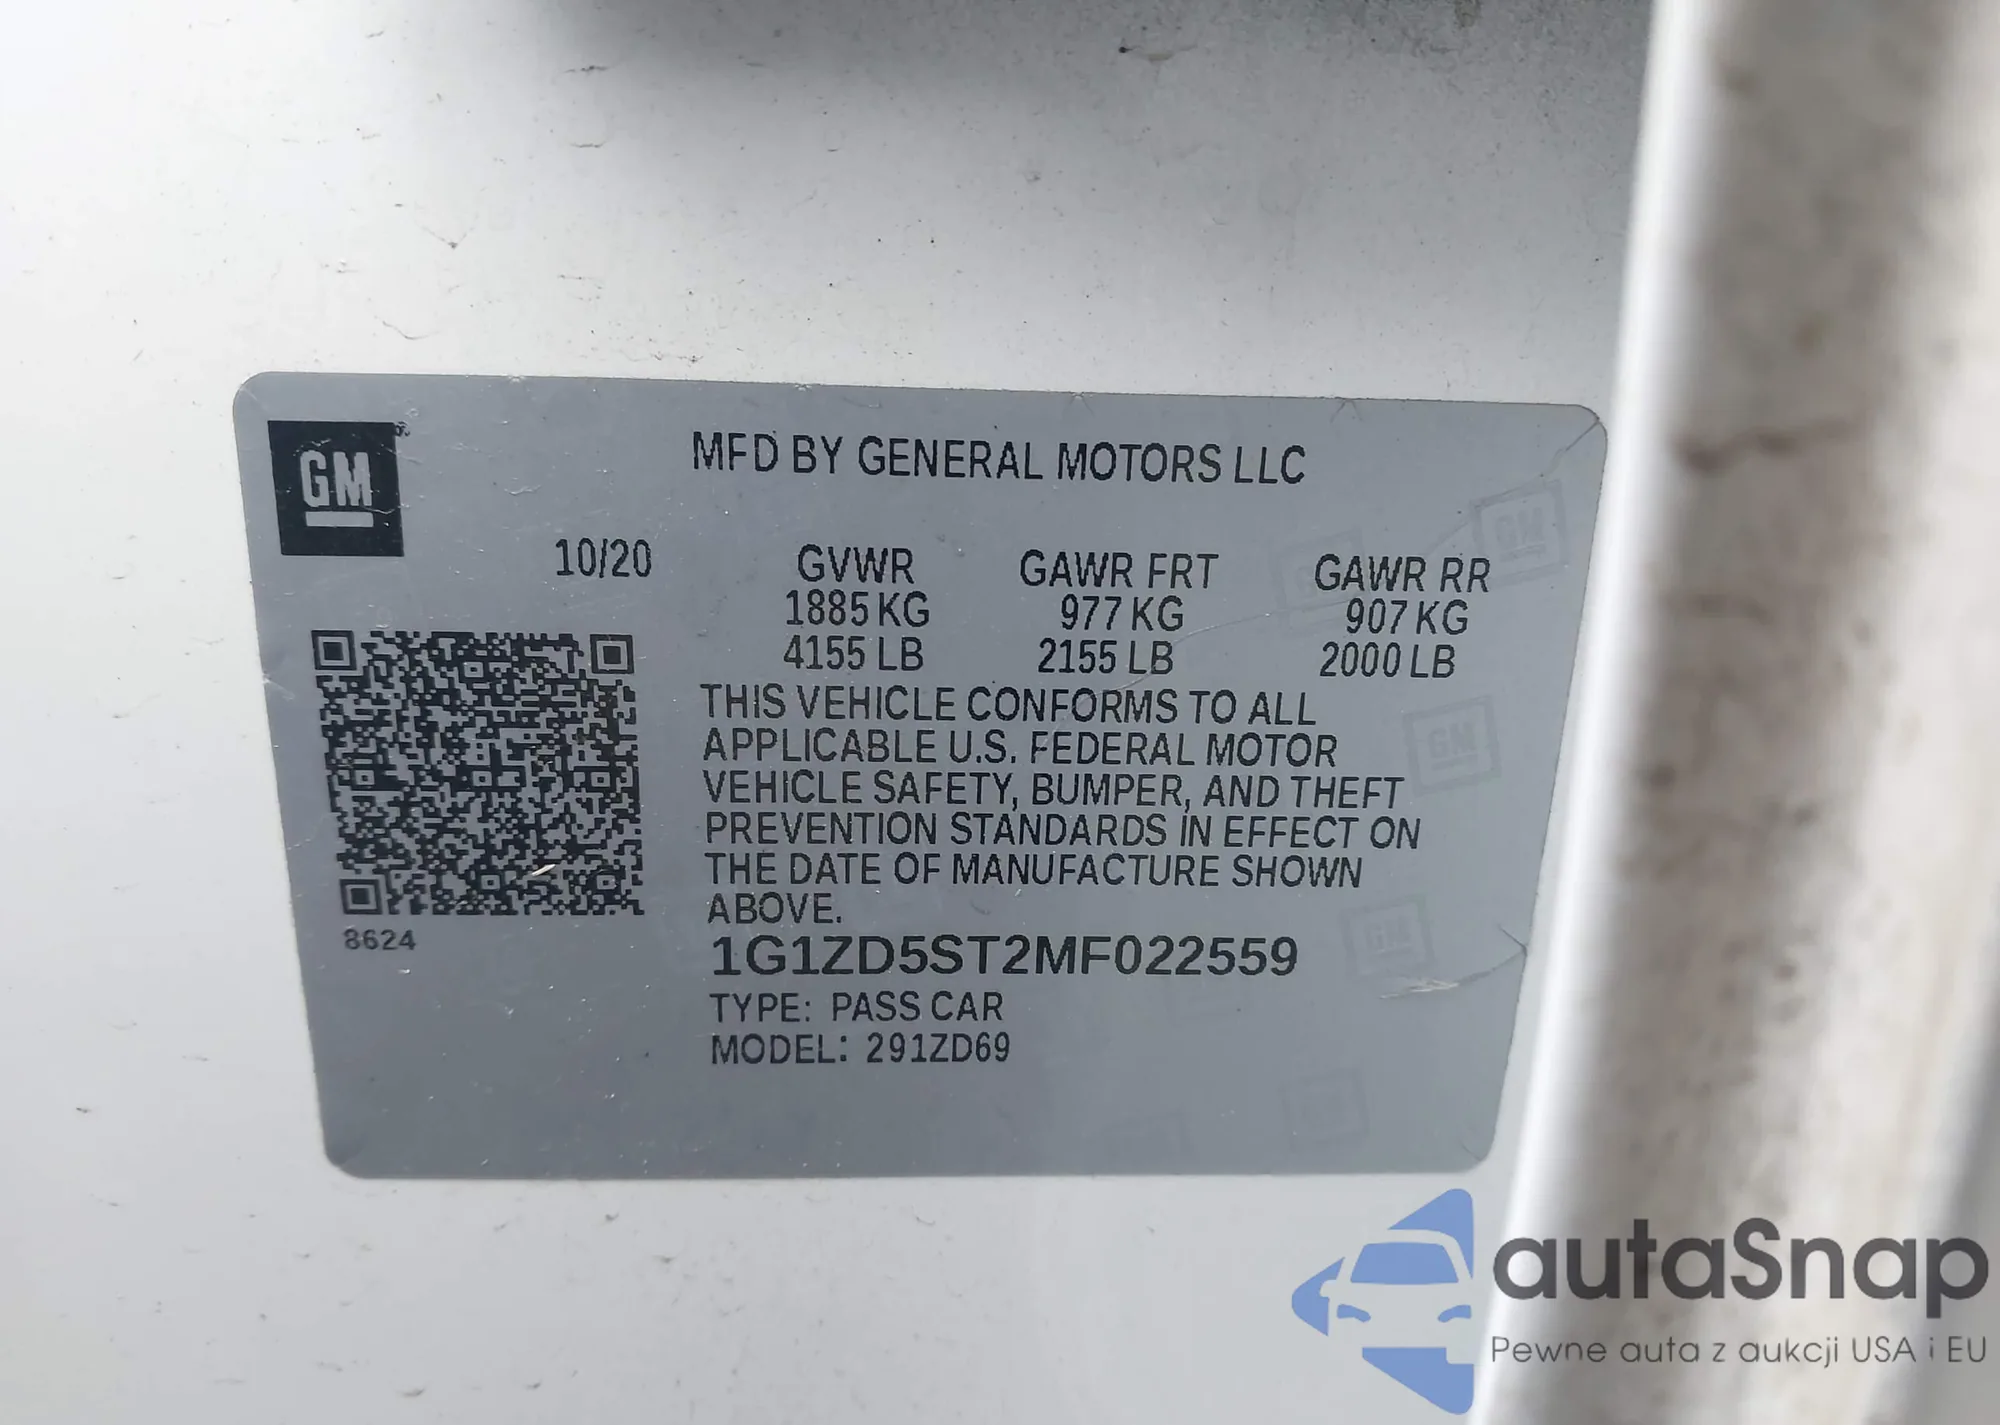 GM
MFD BY GENERAL MOTORS LLC
10/20 GVWR GAWR FRT GAWR RR
1885 KG 977 KG 907 KG
4155 LB 2155 LB 2000 LB
THIS VEHICLE CONFORMS TO ALL
APPLICABLE U.S. FEDERAL MOTOR
VEHICLE SAFETY, BUMPER, AND THEFT
PREVENTION STANDARDS IN EFFECT ON
THE DATE OF MANUFACTURE SHOWN
ABOVE.
8624
1G1ZD5ST2MF022559
TYPE: PASS CAR
MODEL: 291ZD69
GM
GM
GM
autaSnap
Pewne auta z aukcji USA i EU